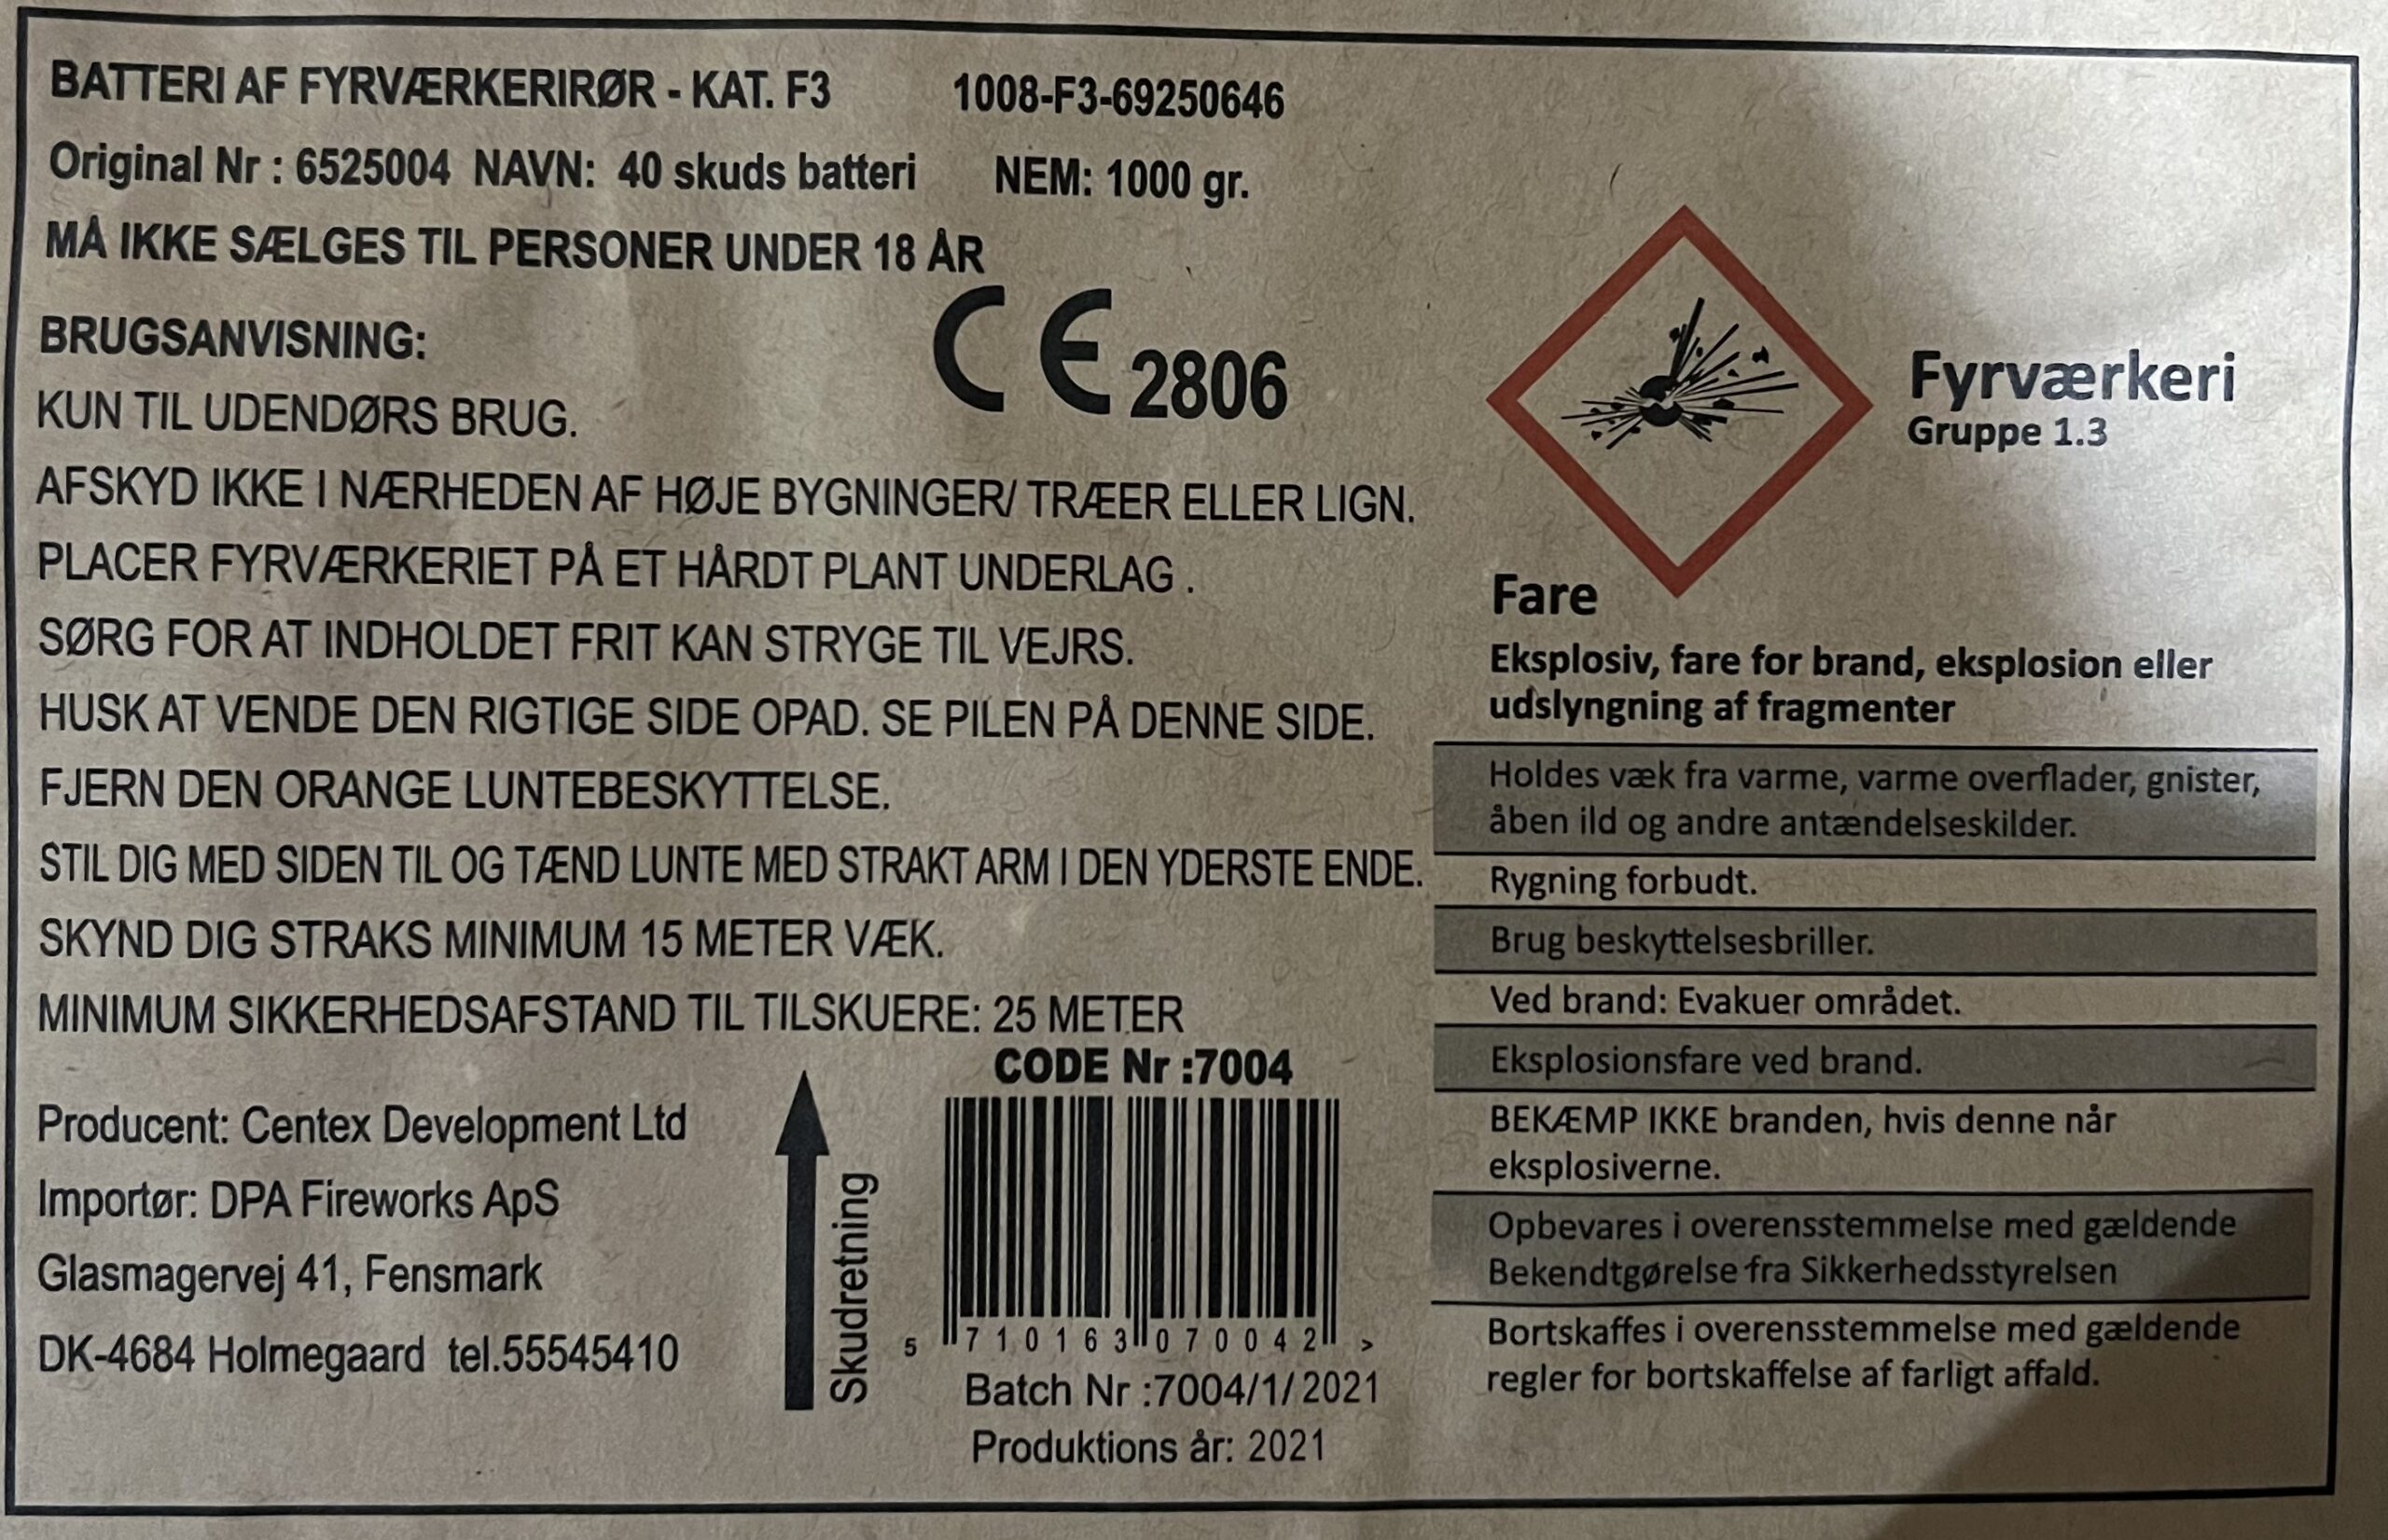 BATTERI AF FYRVÆRKERIRØR - KAT. F3 1008-F3-69250646
Original Nr : 6525004 NAVN: 40 skuds batteri NEM: 1000 gr.
MÅ IKKE SÆLGES TIL PERSONER UNDER 18 ÅR
BRUGSANVISNING:
CE 2806
KUN TIL UDENDØRS BRUG.
AFSKYD IKKE I NÆRHEDEN AF HØJE BYGNINGER/ TRÆER ELLER LIGN.
PLACER FYRVÆRKERIET PÅ ET HÅRDT PLANT UNDERLAG .
SØRG FOR AT INDHOLDET FRIT KAN STRYGE TIL VEJRS.
HUSK AT VENDE DEN RIGTIGE SIDE OPAD. SE PILEN PÅ DENNE SIDE.
FJERN DEN ORANGE LUNTEBESKYTTELSE.
STIL DIG MED SIDEN TIL OG TÆND LUNTE MED STRAKT ARM I DEN YDERSTE ENDE.
SKYND DIG STRAKS MINIMUM 15 METER VÆK.
MINIMUM SIKKERHEDSAFSTAND TIL TILSKUERE: 25 METER
Producent: Centex Development Ltd
Importør: DPA Fireworks ApS
Glasmagervej 41, Fensmark
DK-4684 Holmegaard tel.55545410
Skudretning
CODE Nr :7004
5 710163 070042 >
Batch Nr :7004/1/ 2021
Produktions år: 2021
Fyrværkeri
Gruppe 1.3
Fare
Eksplosiv, fare for brand, eksplosion eller
udslyngning af fragmenter
Holdes væk fra varme, varme overflader, gnister,
åben ild og andre antændelseskilder.
Rygning forbudt.
Brug beskyttelsesbriller.
Ved brand: Evakuer området.
Eksplosionsfare ved brand.
BEKÆMP IKKE branden, hvis denne når
eksplosiverne.
Opbevares i overensstemmelse med gældende
Bekendtgørelse fra Sikkerhedsstyrelsen
Bortskaffes i overensstemmelse med gældende
regler for bortskaffelse af farligt affald.